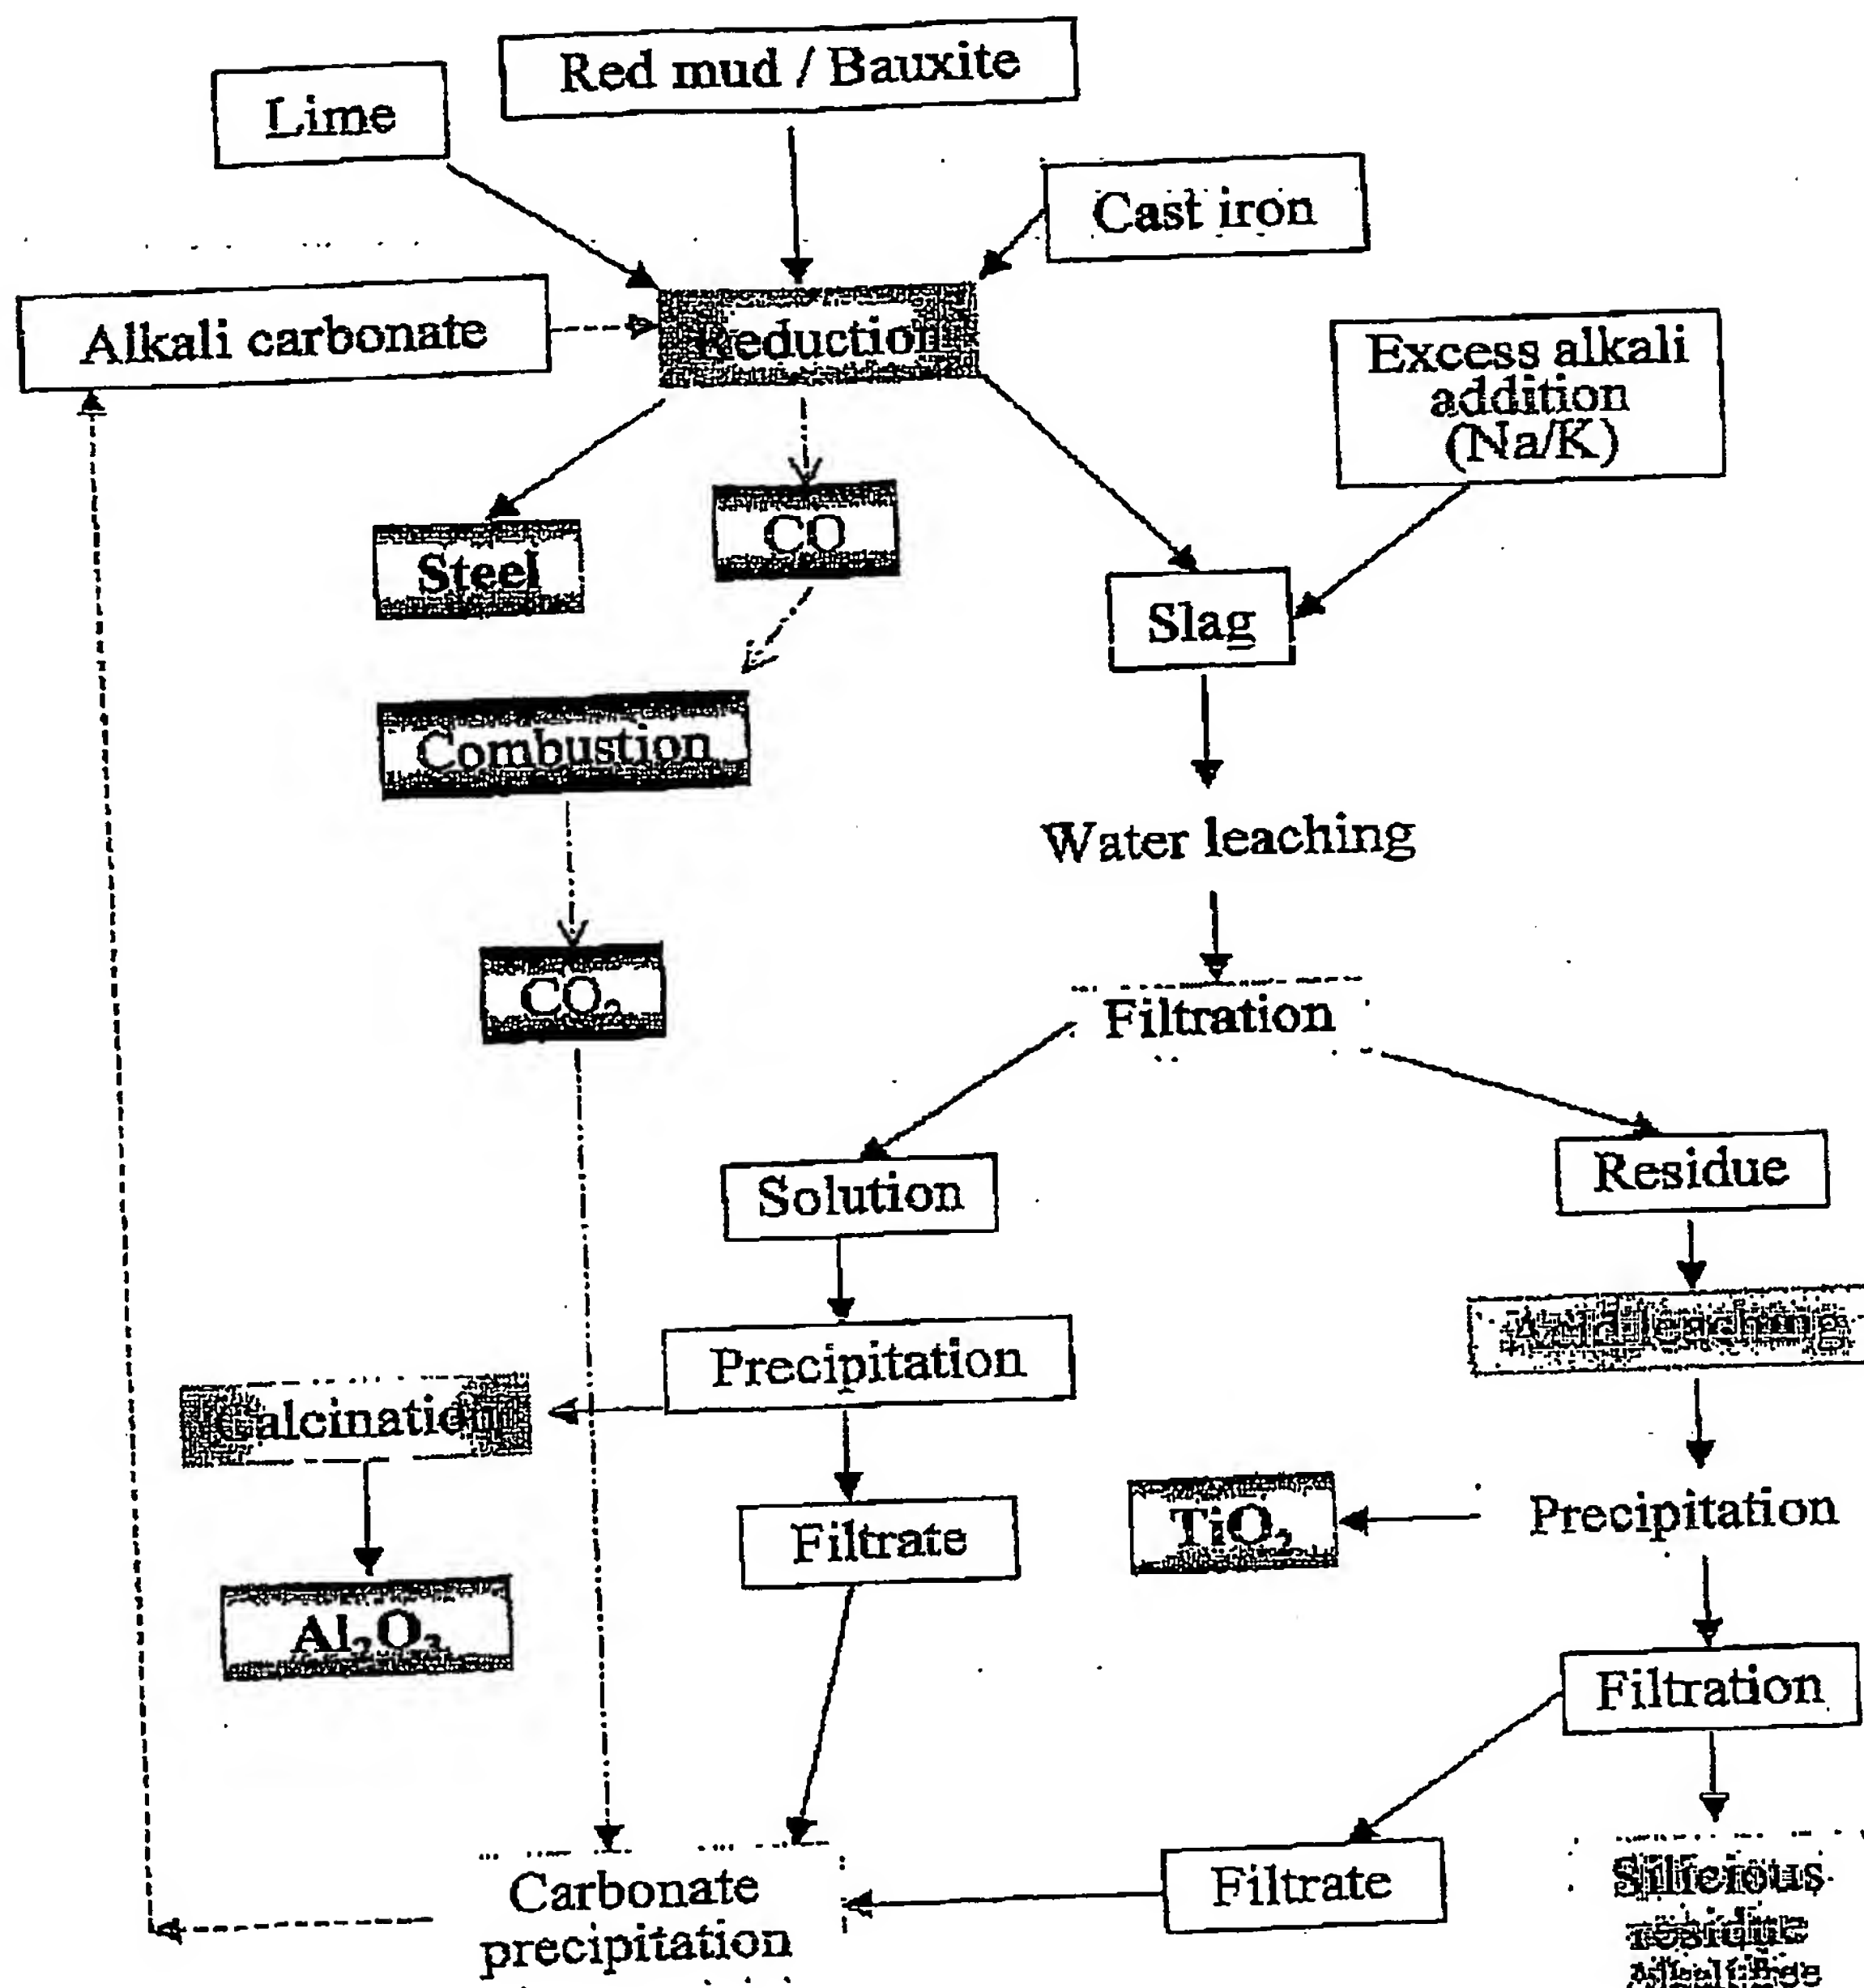 Red mud / Bauxite
Lime
Cast iron
Alkali carbonate
Reduction
Excess alkali
addition
(Na/K)
CO
Steel
Slag
Combustion
Water leaching
CO₂
Filtration
Solution
Residue
Acid leaching
Precipitation
Calcination
TiO₂
Precipitation
Filtrate
Al₂O₃
Filtration
Filtrate
Silicious
residue
Carbonate
precipitation